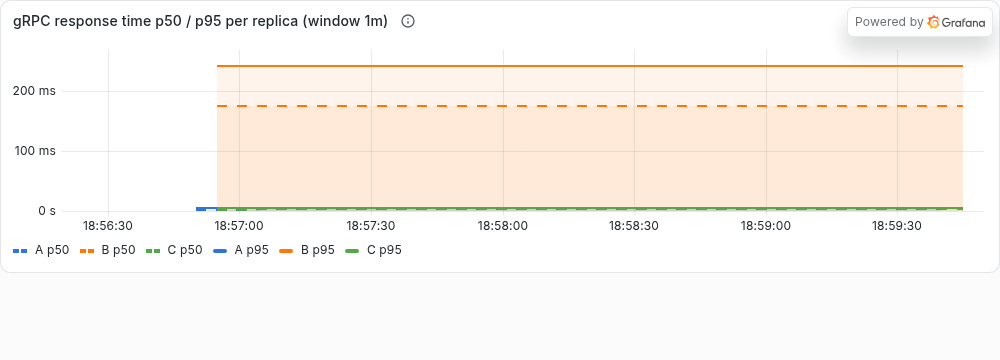 gRPC response time p50 / p95 per replica (window 1m)
Powered by Grafana
200 ms
100 ms
0 s
18:56:30 18:57:00 18:57:30 18:58:00 18:58:30 18:59:00 18:59:30
A p50 B p50 C p50 A p95 B p95 C p95